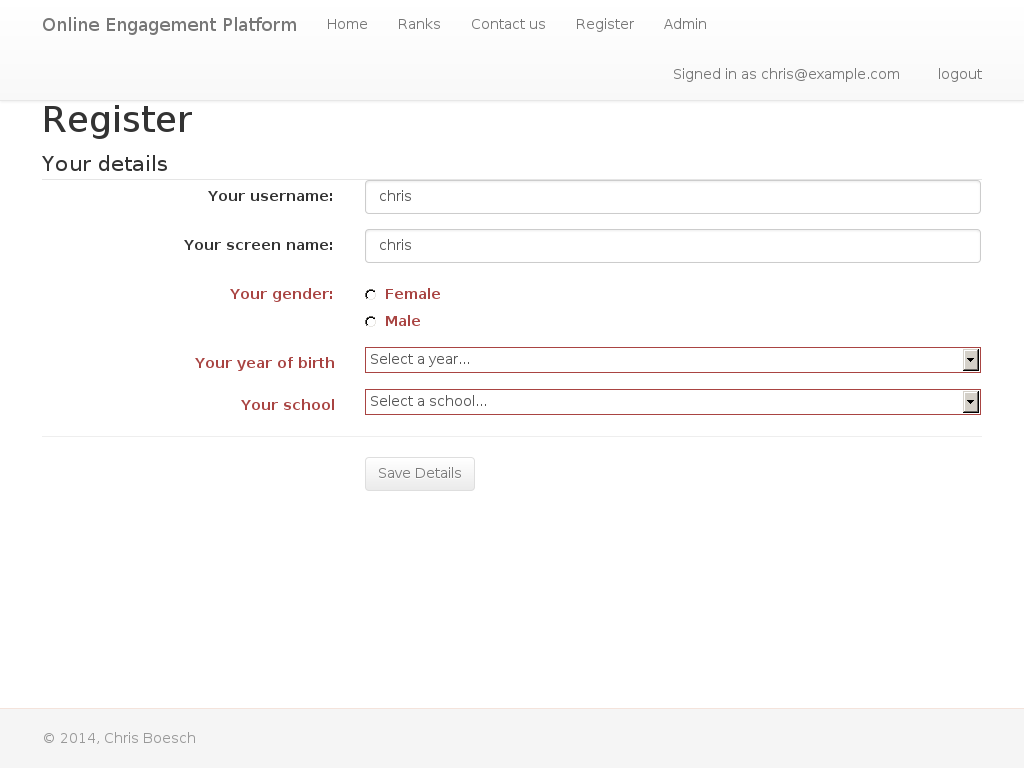 Online Engagement Platform Home Ranks Contact us Register Admin
Signed in as chris@example.com logout
Register
Your details
Your username: chris
Your screen name: chris
Your gender: Female
Male
Your year of birth Select a year...
Your school Select a school...
Save Details
© 2014, Chris Boesch